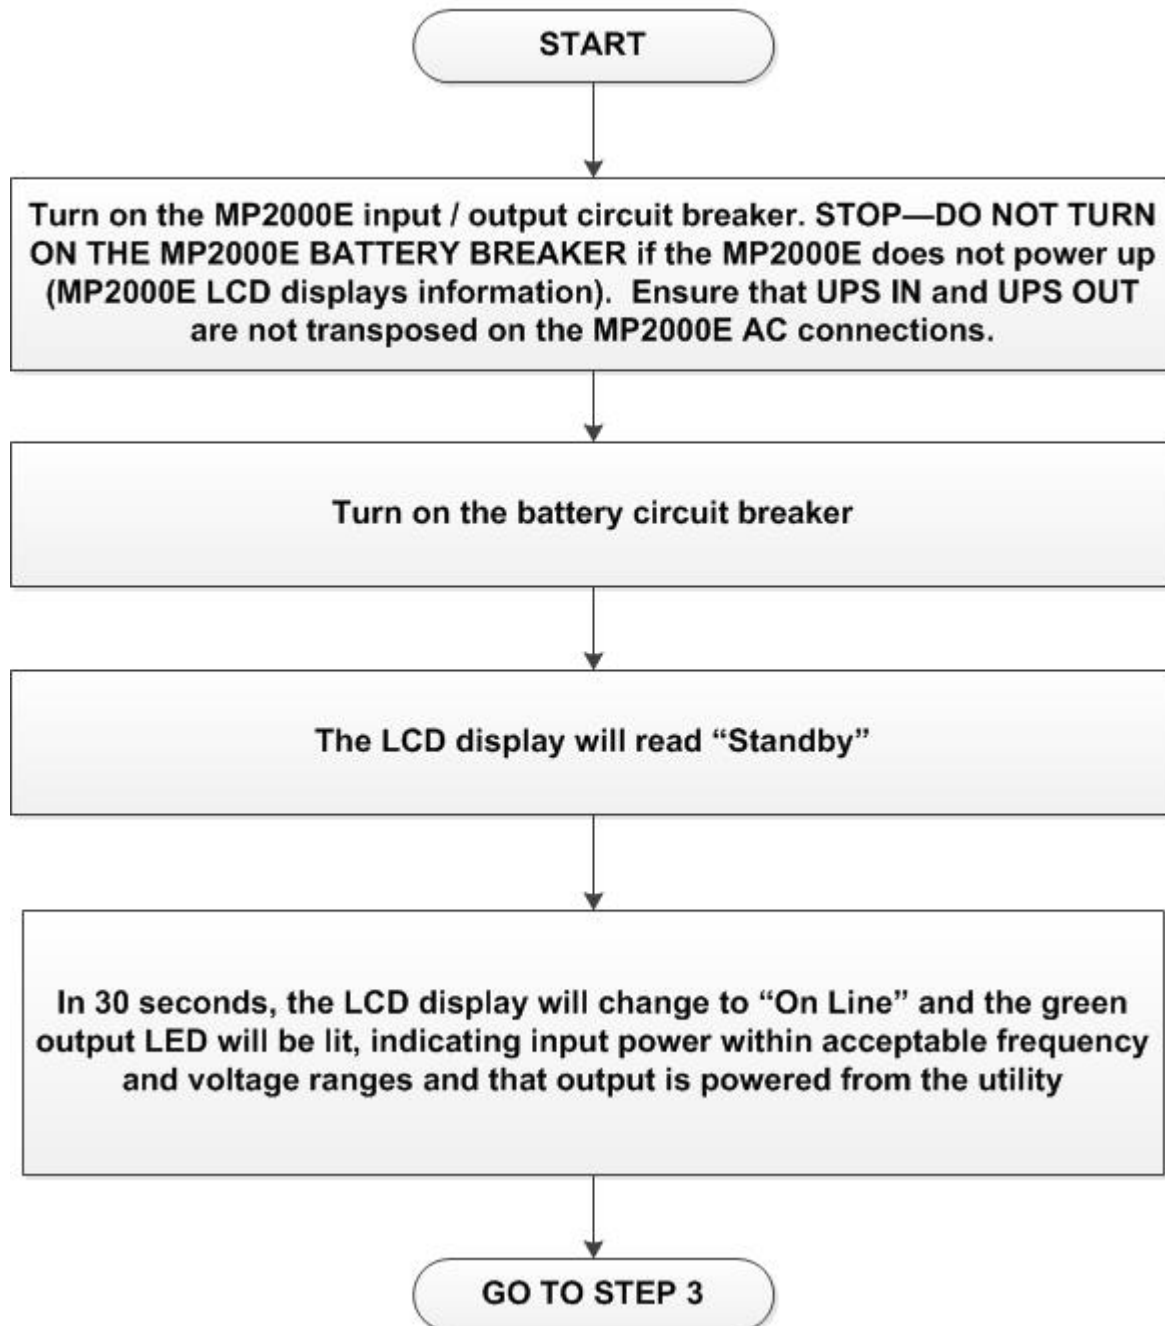 START
Turn on the MP2000E input / output circuit breaker. STOP—DO NOT TURN
ON THE MP2000E BATTERY BREAKER if the MP2000E does not power up
(MP2000E LCD displays information).  Ensure that UPS IN and UPS OUT
are not transposed on the MP2000E AC connections.
Turn on the battery circuit breaker
The LCD display will read “Standby”
In 30 seconds, the LCD display will change to “On Line” and the green
output LED will be lit, indicating input power within acceptable frequency
and voltage ranges and that output is powered from the utility
GO TO STEP 3